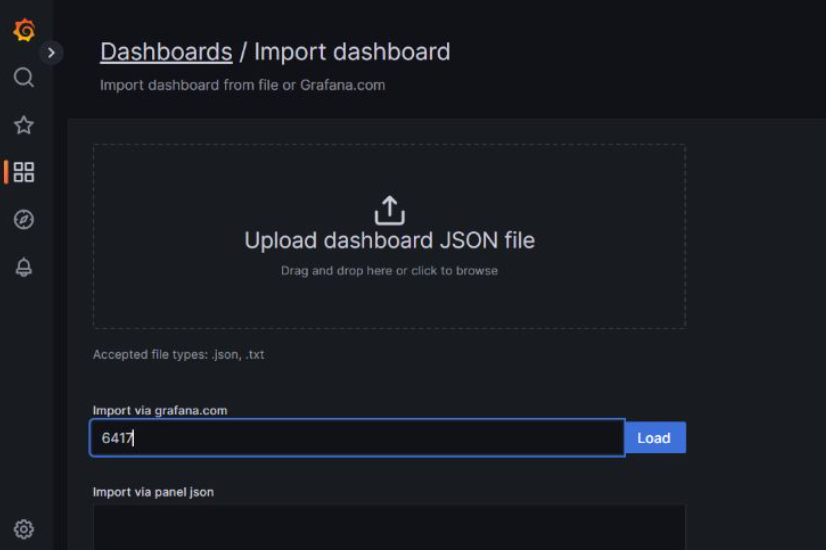 Dashboards / Import dashboard
Import dashboard from file or Grafana.com
Upload dashboard JSON file
Drag and drop here or click to browse
Accepted file types: .json, .txt
Import via grafana.com
6417
Load
Import via panel json